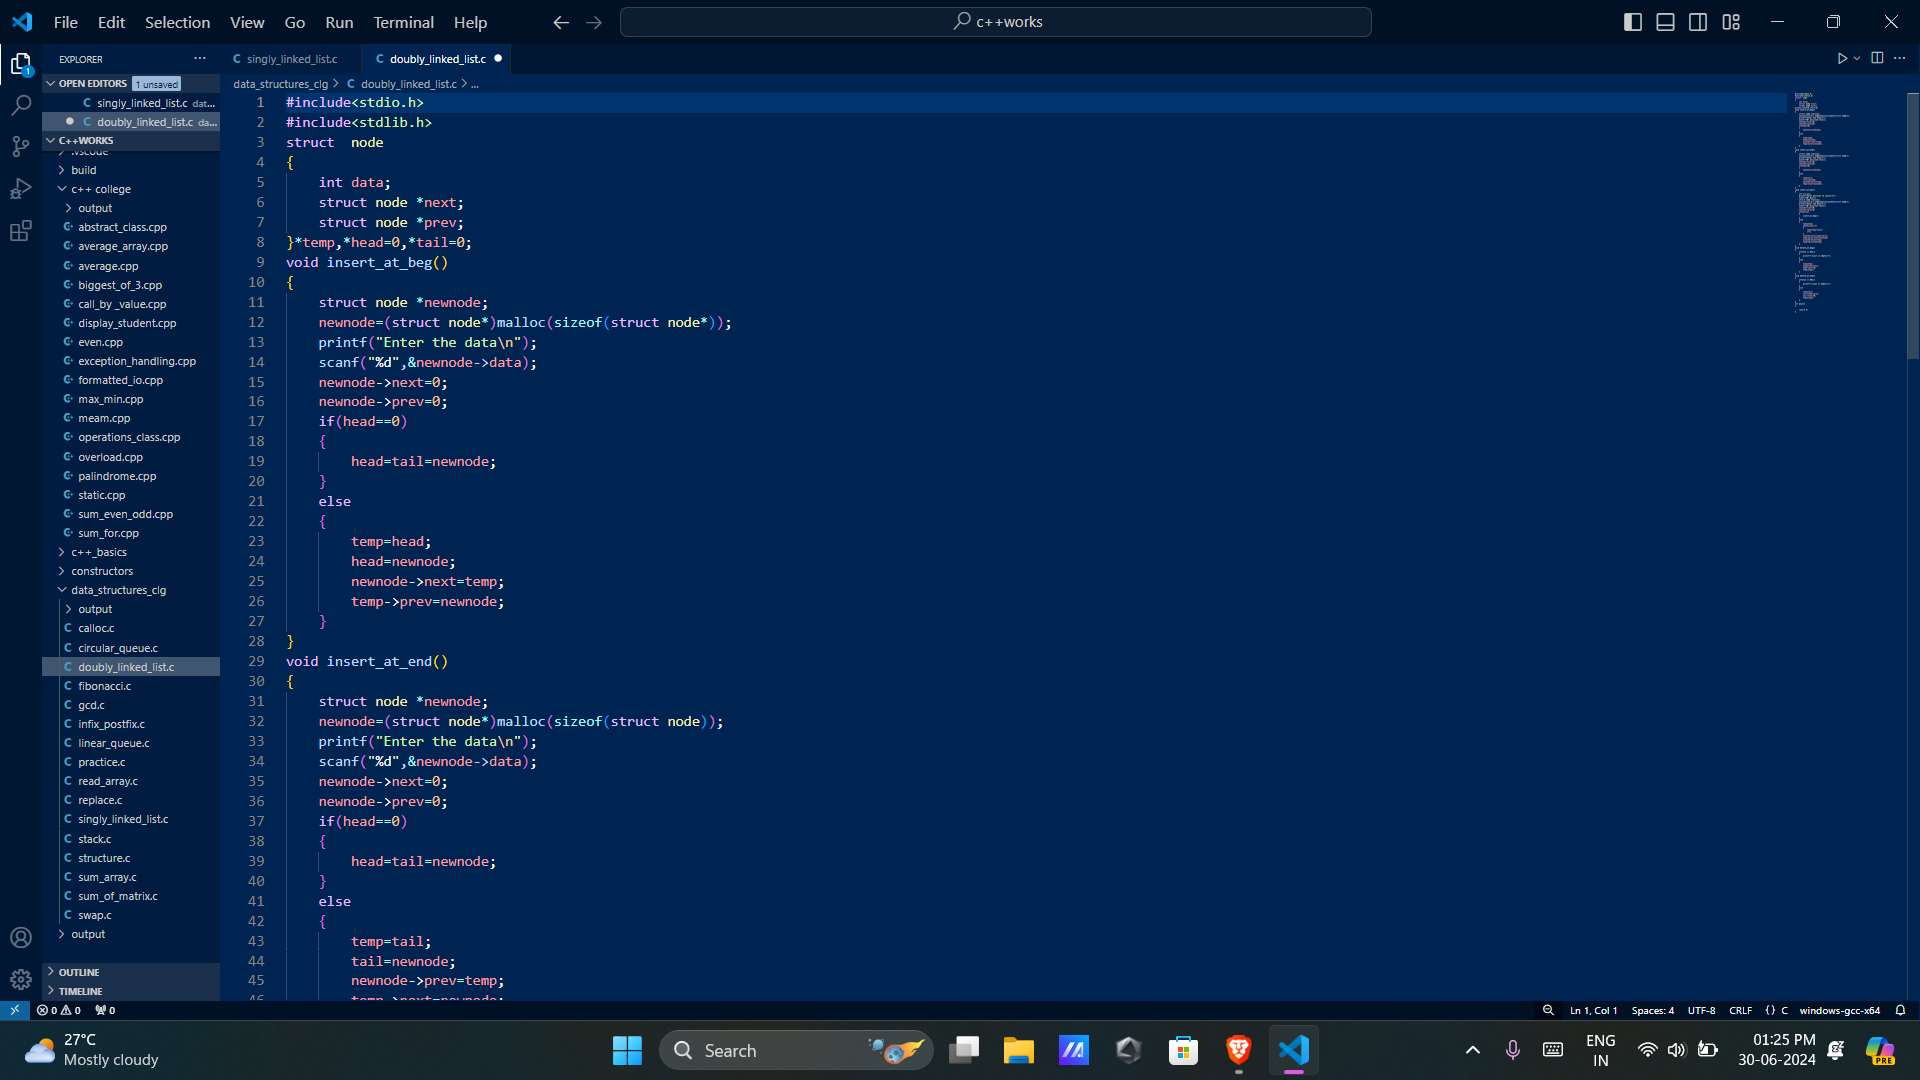 File Edit Selection View Go Run Terminal Help
c++works
EXPLORER
OPEN EDITORS 1 unsaved
singly_linked_list.c dat...
doubly_linked_list.c da...
C++WORKS
.vscode
build
c++ college
output
abstract_class.cpp
average_array.cpp
average.cpp
biggest_of_3.cpp
call_by _value.cpp
display_student.cpp
even.cpp
exception_handling.cpp
formatted_io.cpp
max_min.cpp
meam.cpp
operations_class.cpp
overload.cpp
palindrome.cpp
static.cpp
sum_even_odd.cpp
sum_for.cpp
c++_basics
constructors
data_structures_clg
output
calloc.c
circular_queue.c
doubly_linked_list.c
fibonacci.c
gcd.c
infix_postfix.c
linear_queue.c
practice.c
read_array.c
replace.c
singly_linked_list.c
stack.c
structure.c
sum_array.c
sum_of_matrix.c
swap.c
output
OUTLINE
TIMELINE
singly_linked_list.c doubly_linked_list.c
data_structures_clg > C doubly_linked_list.c > ...
1 #include<stdio.h>
2 #include<stdlib.h>
3 struct  node
4 {
5     int data;
6     struct node *next;
7     struct node *prev;
8 }*temp,*head=0,*tail=0;
9 void insert_at_beg()
10 {
11     struct node *newnode;
12     newnode=(struct node*)malloc(sizeof(struct node*));
13     printf("Enter the data\n");
14     scanf("%d",&newnode->data);
15     newnode->next=0;
16     newnode->prev=0;
17     if(head==0)
18     {
19         head=tail=newnode;
20     }
21     else
22     {
23         temp=head;
24         head=newnode;
25         newnode->next=temp;
26         temp->prev=newnode;
27     }
28 }
29 void insert_at_end()
30 {
31     struct node *newnode;
32     newnode=(struct node*)malloc(sizeof(struct node));
33     printf("Enter the data\n");
34     scanf("%d",&newnode->data);
35     newnode->next=0;
36     newnode->prev=0;
37     if(head==0)
38     {
39         head=tail=newnode;
40     }
41     else
42     {
43         temp=tail;
44         tail=newnode;
45         newnode->prev=temp;
46         temp->next=newnode;
0 0 0 Ln 1, Col 1 Spaces: 4 UTF-8 CRLF {} C windows-gcc-x64
27°C
Mostly cloudy
Search
ENG
IN
01:25 PM
30-06-2024
PRE